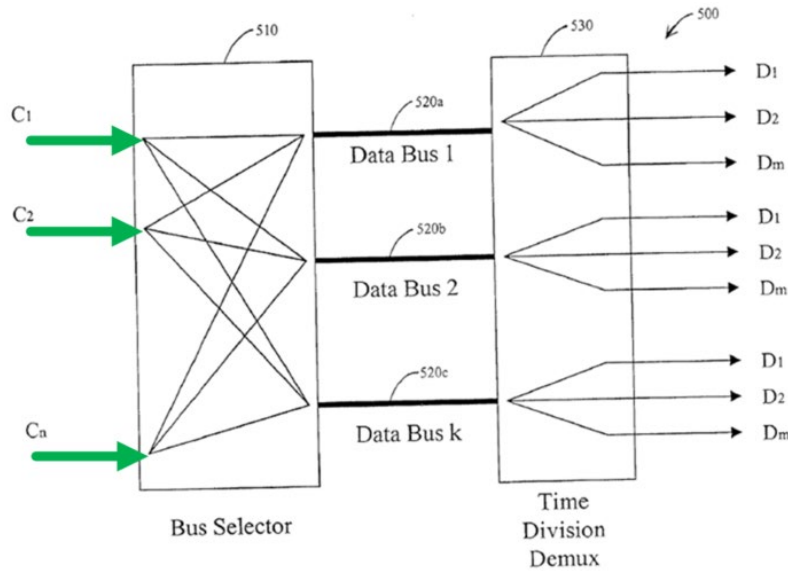 510
530
500
C1
C2
Cn
520a
Data Bus 1
520b
Data Bus 2
520c
Data Bus k
D1
D2
Dm
D1
D2
Dm
D1
D2
Dm
Bus Selector
Time
Division
Demux